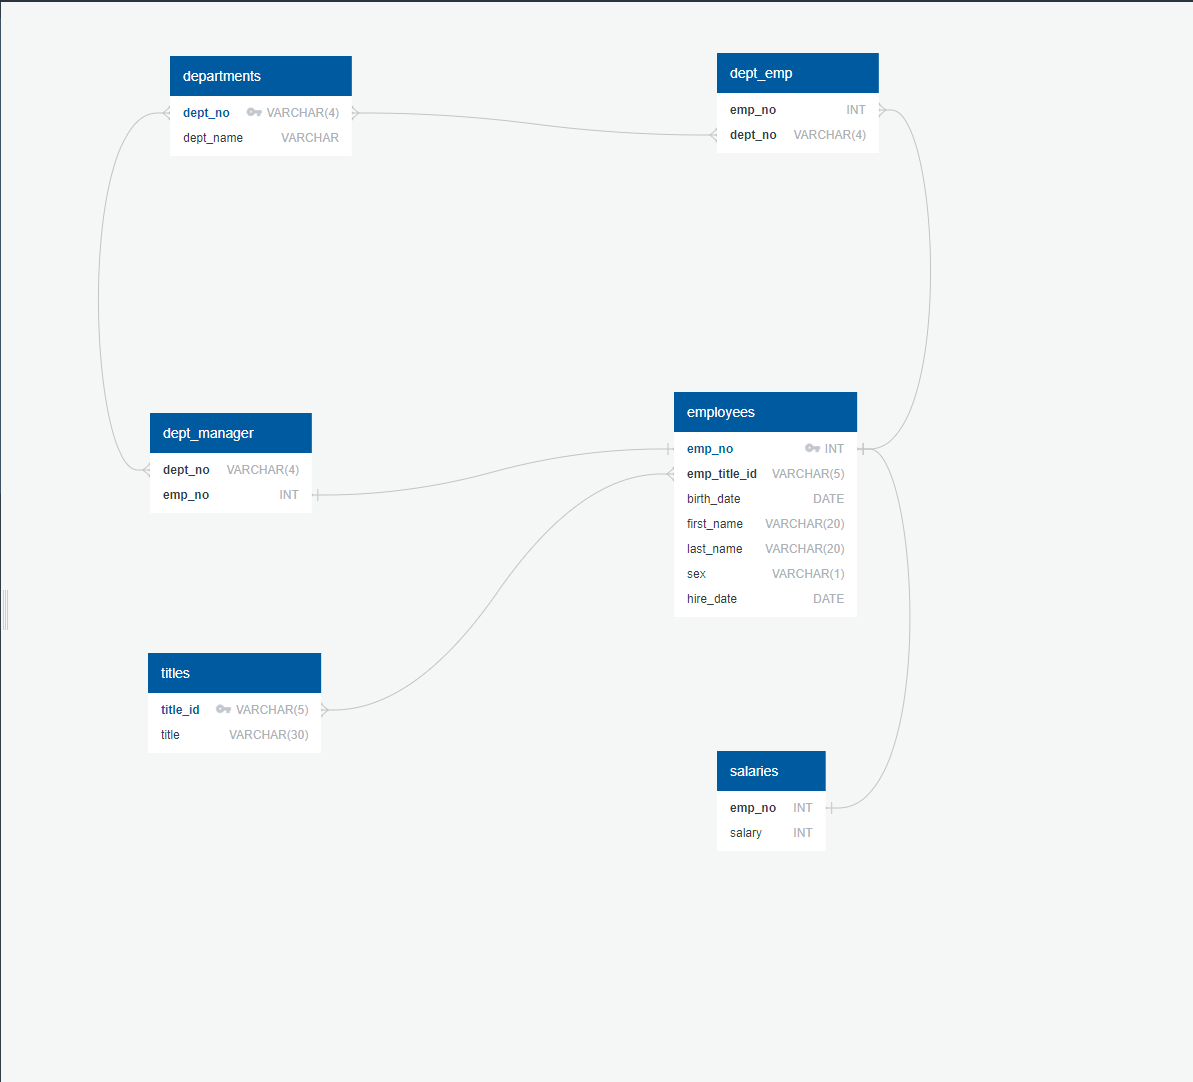 departments
dept_no VARCHAR(4)
dept_name VARCHAR
dept_emp
emp_no INT
dept_no VARCHAR(4)
dept_manager
dept_no VARCHAR(4)
emp_no INT
employees
emp_no INT
emp_title_id VARCHAR(5)
birth_date DATE
first_name VARCHAR(20)
last_name VARCHAR(20)
sex VARCHAR(1)
hire_date DATE
titles
title_id VARCHAR(5)
title VARCHAR(30)
salaries
emp_no INT
salary INT